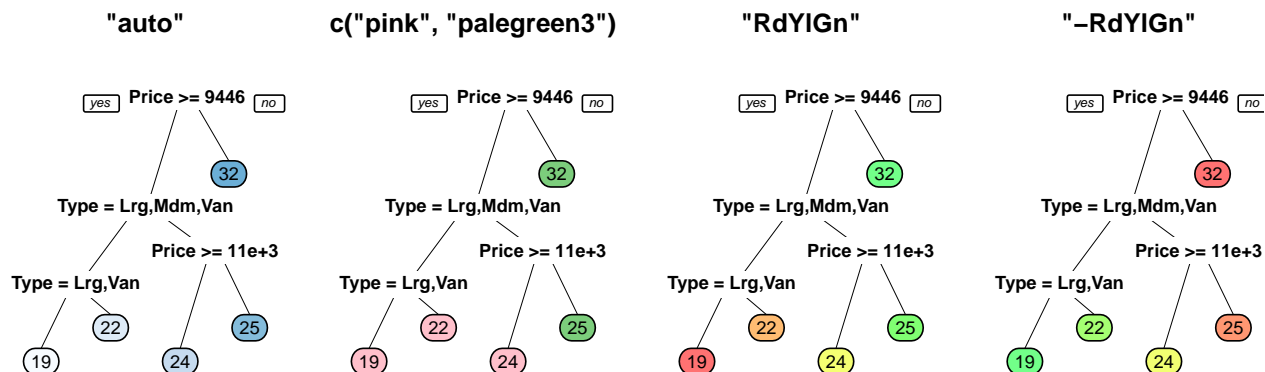 "auto" c("pink", "palegreen3") "RdYlGn" "−RdYlGn"
yes Price >= 9446 no yes Price >= 9446 no yes Price >= 9446 no yes Price >= 9446 no
32 32 32 32
Type = Lrg,Mdm,Van Type = Lrg,Mdm,Van Type = Lrg,Mdm,Van Type = Lrg,Mdm,Van
Price >= 11e+3 Price >= 11e+3 Price >= 11e+3 Price >= 11e+3
Type = Lrg,Van Type = Lrg,Van Type = Lrg,Van Type = Lrg,Van
22 25 22 25 22 25 22 25
19 24 19 24 19 24 19 24